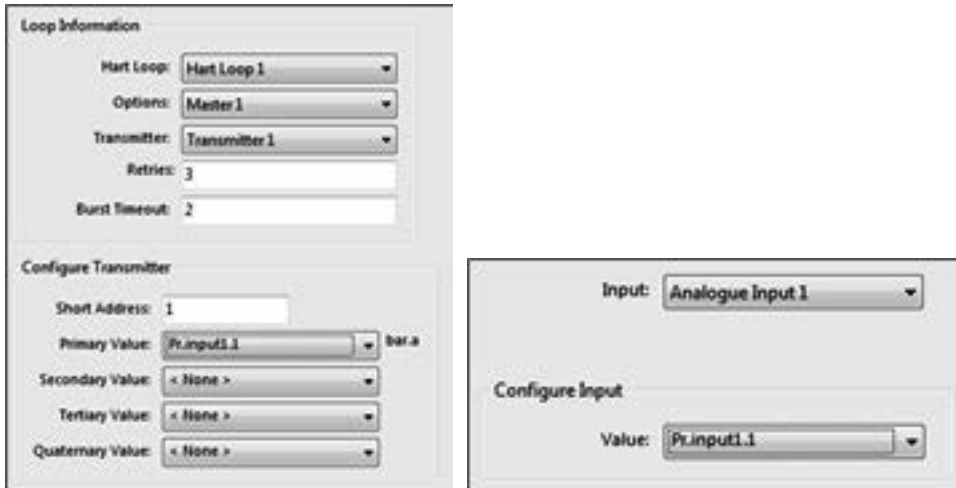 Loop Information
Hart Loop: Hart Loop 1
Options: Master 1
Transmitter: Transmitter 1
Retries: 3
Burst Timeout: 2
Configure Transmitter
Short Address: 1
Primary Value: Pr.input1.1 bar.a
Secondary Value: < None >
Tertiary Value: < None >
Quaternary Value: < None >
Input: Analogue Input 1
Configure Input
Value: Pr.input1.1